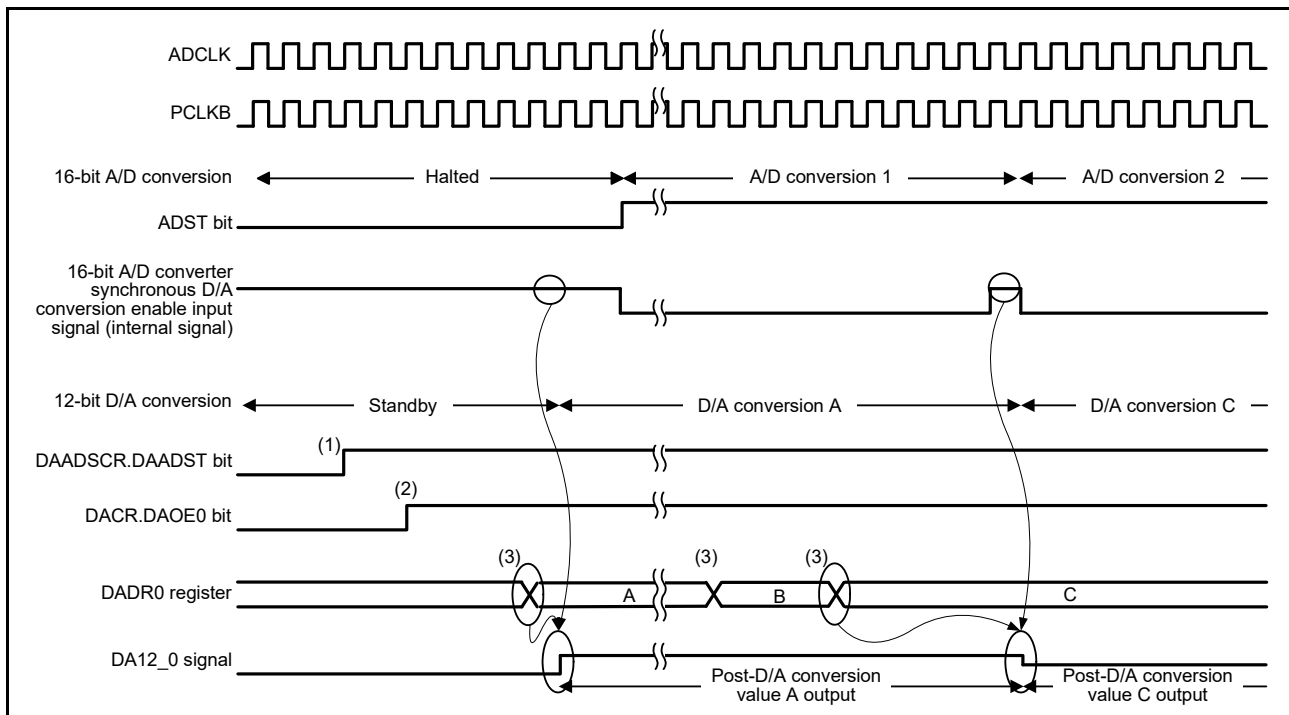 ADCLK
PCLKB
16-bit A/D conversion
Halted
A/D conversion 1
A/D conversion 2
ADST bit
16-bit A/D converter
synchronous D/A
conversion enable input
signal (internal signal)
12-bit D/A conversion
Standby
D/A conversion A
D/A conversion C
(1)
DAADSCR.DAADST bit
(2)
DACR.DAOE0 bit
(3)
(3)
(3)
DADR0 register
A
B
C
DA12_0 signal
Post-D/A conversion
value A output
Post-D/A conversion
value C output